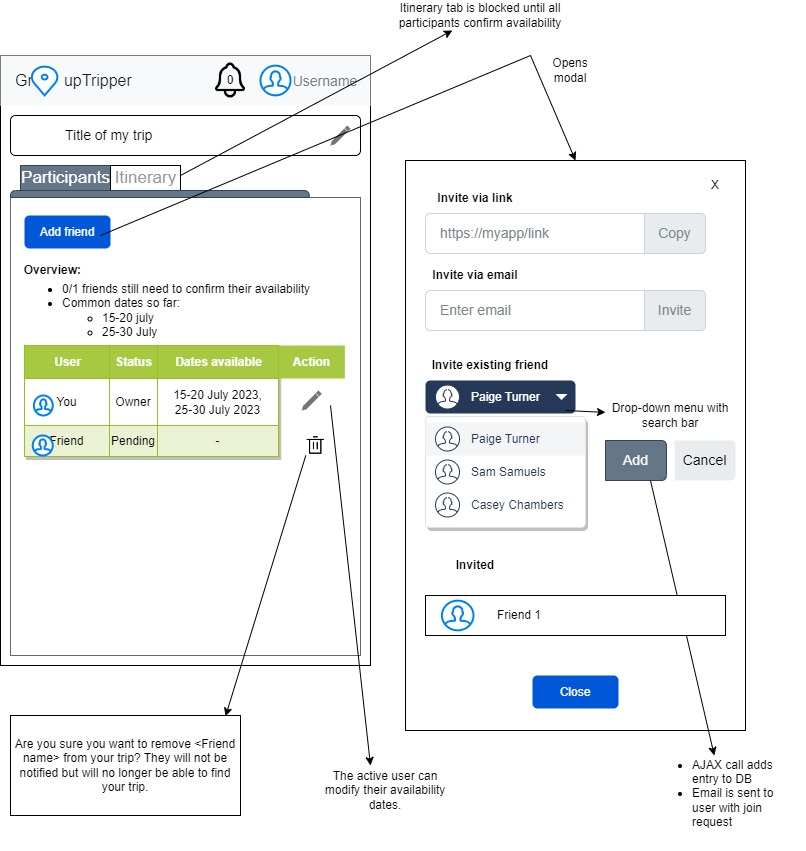 Itinerary tab is blocked until all
participants confirm availability
Opens
modal
Gr upTripper
0
Username
Title of my trip
Participants
Itinerary
Add friend
Overview:
0/1 friends still need to confirm their availability
Common dates so far:
15-20 july
25-30 July
User Status Dates available Action
You Owner 15-20 July 2023,
25-30 July 2023
Friend Pending -
Are you sure you want to remove <Friend
name> from your trip? They will not be
notified but will no longer be able to find
your trip.
The active user can
modify their availability
dates.
X
Invite via link
https://myapp/link Copy
Invite via email
Enter email Invite
Invite existing friend
Paige Turner
Drop-down menu with
search bar
Paige Turner
Sam Samuels
Casey Chambers
Add Cancel
Invited
Friend 1
Close
AJAX call adds
entry to DB
Email is sent to
user with join
request